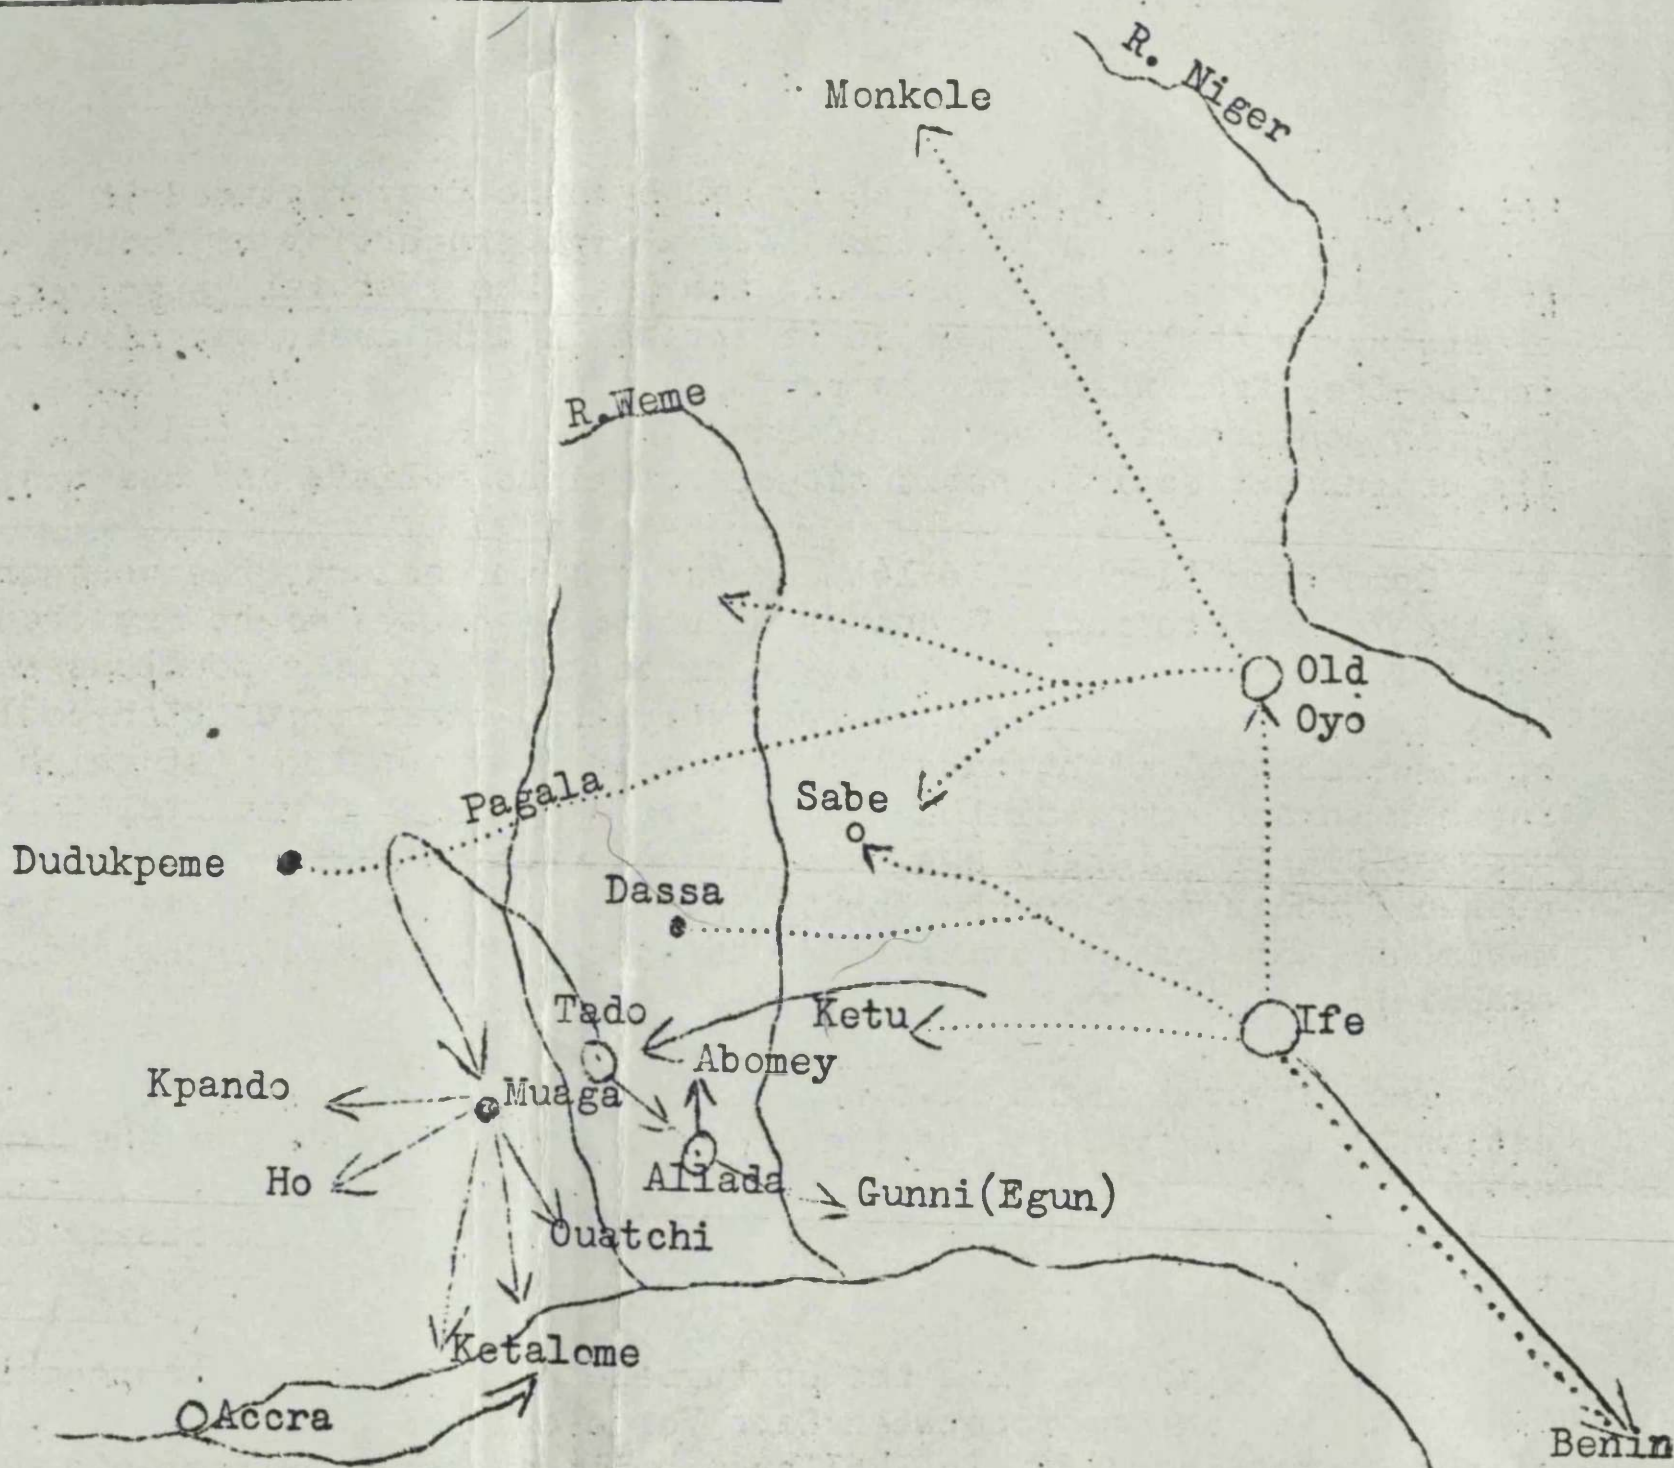 R. Niger
Monkole
R.Weme
Old
Oyo
Pagala
Sabe
Dudukpeme
Dassa
Tado
Ketu
Ife
Abomey
Kpando
Muaga
Ho
Allada
Gunni(Egun)
Ouatchi
Ketalome
Accra
Benin